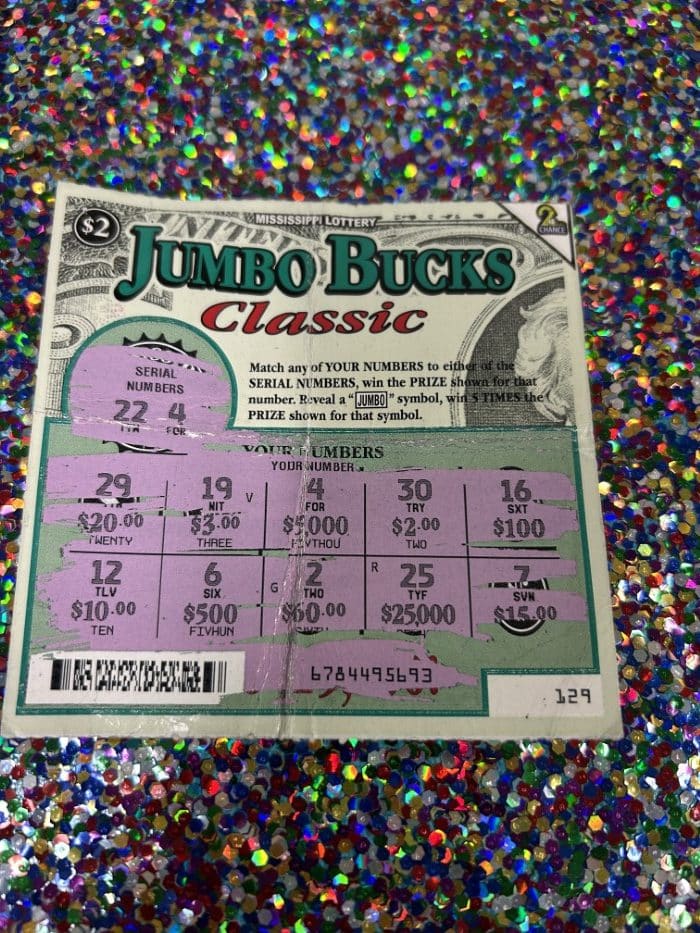 $2
MISSISSIPPI LOTTERY
2nd
CHANCE
JUMBO BUCKS
Classic
Match any of YOUR NUMBERS to either of the
SERIAL NUMBERS, win the PRIZE shown for that
number. Reveal a "JUMBO" symbol, win 5 TIMES the
PRIZE shown for that symbol.
SERIAL
NUMBERS
22 4
FOR
YOUR NUMBERS
YOUR NUMBERS
29 19 V 4 30 16
NIT FOR TRY SXT
$20.00 $3.00 $5,000 $2.00 $100
TWENTY THREE FIVTHOU TWO
12 6 G 2 R 25 7
TLV SIX TWO TYF SVN
$10.00 $500 $60.00 $25,000 $15.00
TEN FIVHUN
6784495693
129